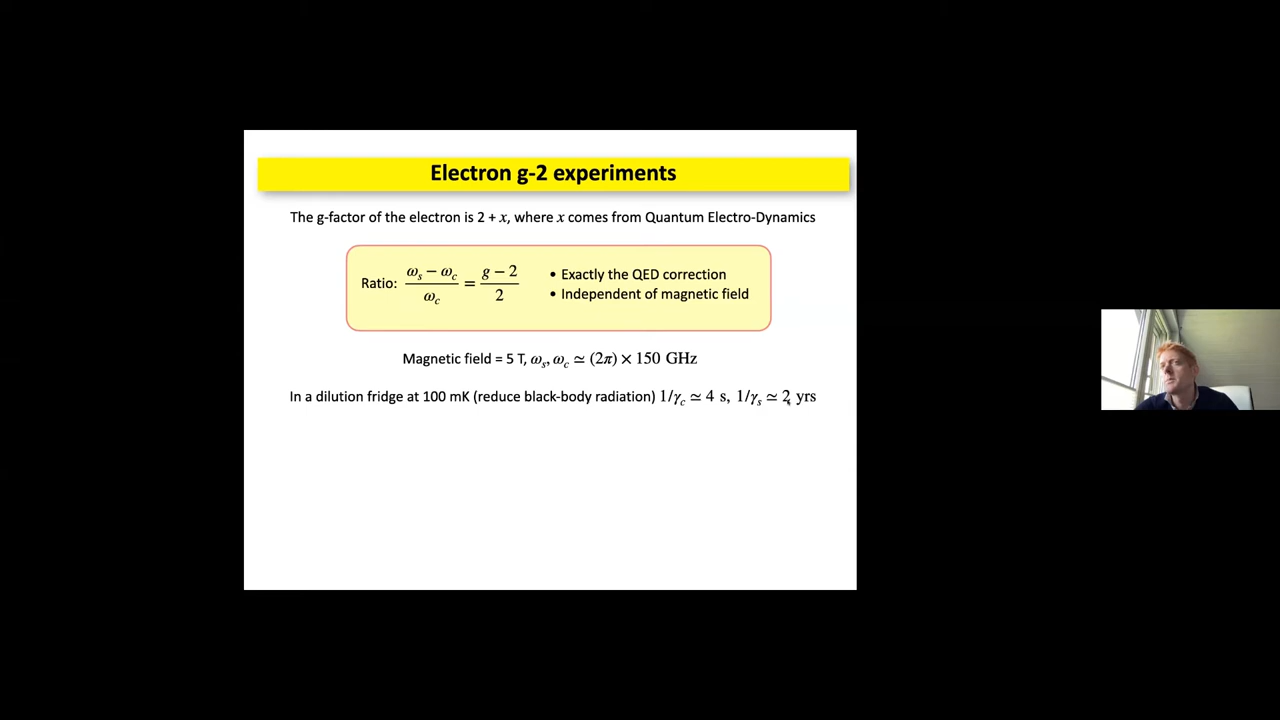 Electron g-2 experiments
The g-factor of the electron is 2 + x, where x comes from Quantum Electro-Dynamics
Ratio: (ωs − ωc)/ωc = (g − 2)/2
• Exactly the QED correction
• Independent of magnetic field
Magnetic field = 5 T, ωs, ωc ≃ (2π) × 150 GHz
In a dilution fridge at 100 mK (reduce black-body radiation) 1/γc ≃ 4 s, 1/γs ≃ 2 yrs